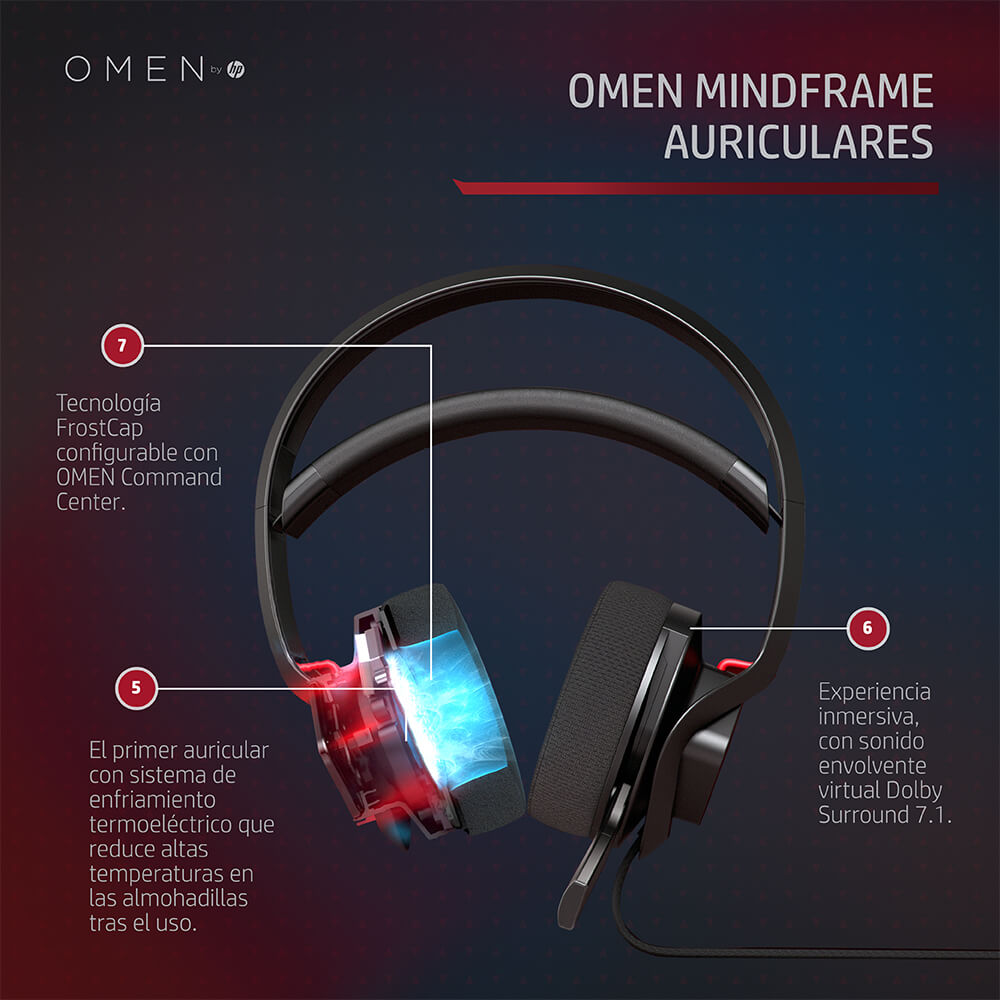 OMEN by hp
OMEN MINDFRAME
AURICULARES
7
Tecnología
FrostCap
configurable con
OMEN Command
Center.
6
Experiencia
inmersiva,
con sonido
envolvente
virtual Dolby
Surround 7.1.
5
El primer auricular
con sistema de
enfriamiento
termoeléctrico que
reduce altas
temperaturas en
las almohadillas
tras el uso.